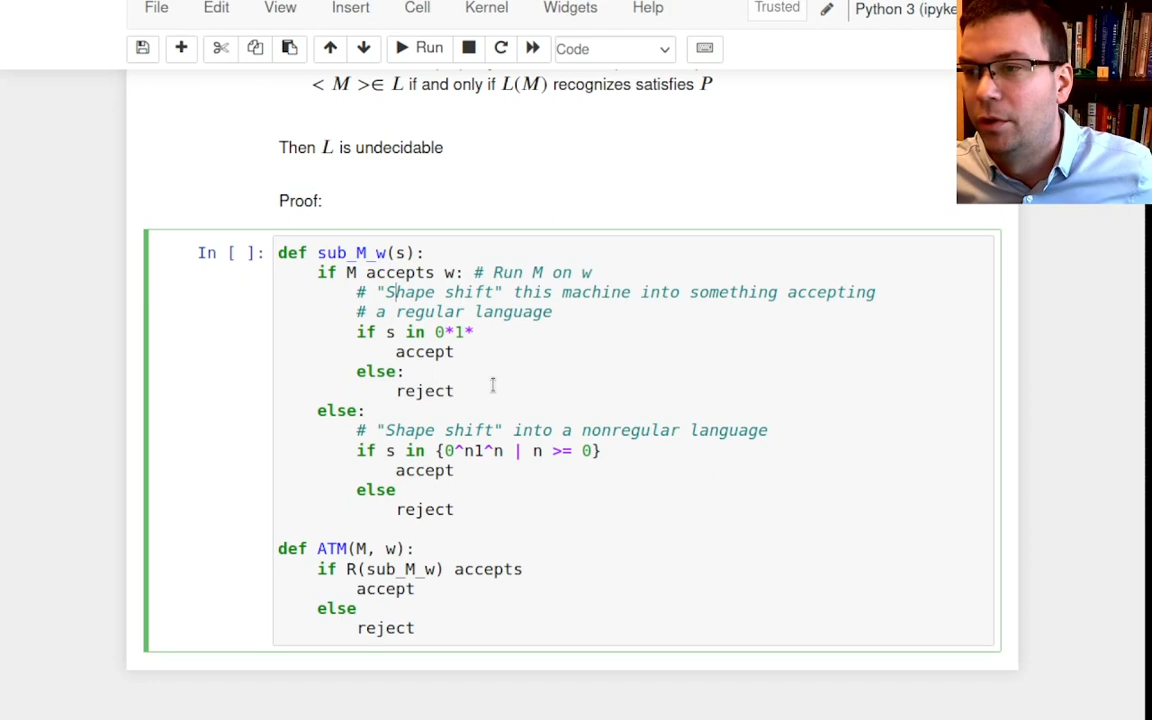 File Edit View Insert Cell Kernel Widgets Help Trusted Python 3 (ipyke
Run Code
< M >∈ L if and only if L(M) recognizes satisfies P
Then L is undecidable
Proof:
In [ ]: def sub_M_w(s):
if M accepts w: # Run M on w
# "Shape shift" this machine into something accepting
# a regular language
if s in 0*1*
accept
else:
reject
else:
# "Shape shift" into a nonregular language
if s in {0^n1^n | n >= 0}
accept
else
reject
def ATM(M, w):
if R(sub_M_w) accepts
accept
else
reject